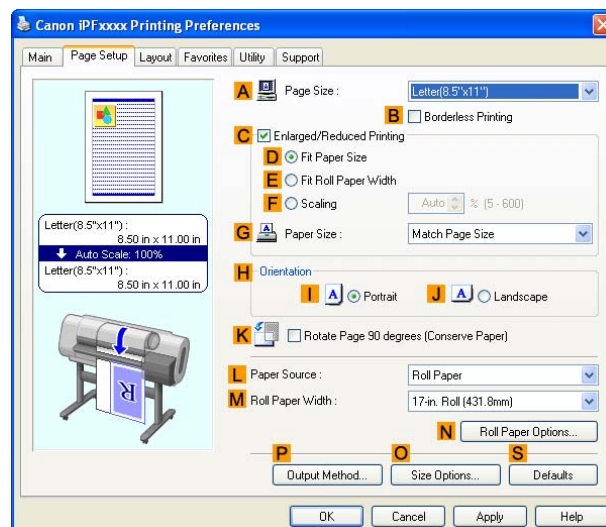 Canon iPFxxxx Printing Preferences
Main Page Setup Layout Favorites Utility Support
A Page Size : Letter(8.5"x11")
B Borderless Printing
C Enlarged/Reduced Printing
D Fit Paper Size
E Fit Roll Paper Width
F Scaling Auto % (5 - 600)
G Paper Size : Match Page Size
Letter(8.5"x11") :
8.50 in x 11.00 in
Auto Scale: 100%
Letter(8.5"x11") :
8.50 in x 11.00 in
H Orientation
I A Portrait J A Landscape
K Rotate Page 90 degrees (Conserve Paper)
R
L Paper Source : Roll Paper
M Roll Paper Width : 17-in. Roll (431.8mm)
N Roll Paper Options...
P O S
Output Method... Size Options... Defaults
OK Cancel Apply Help